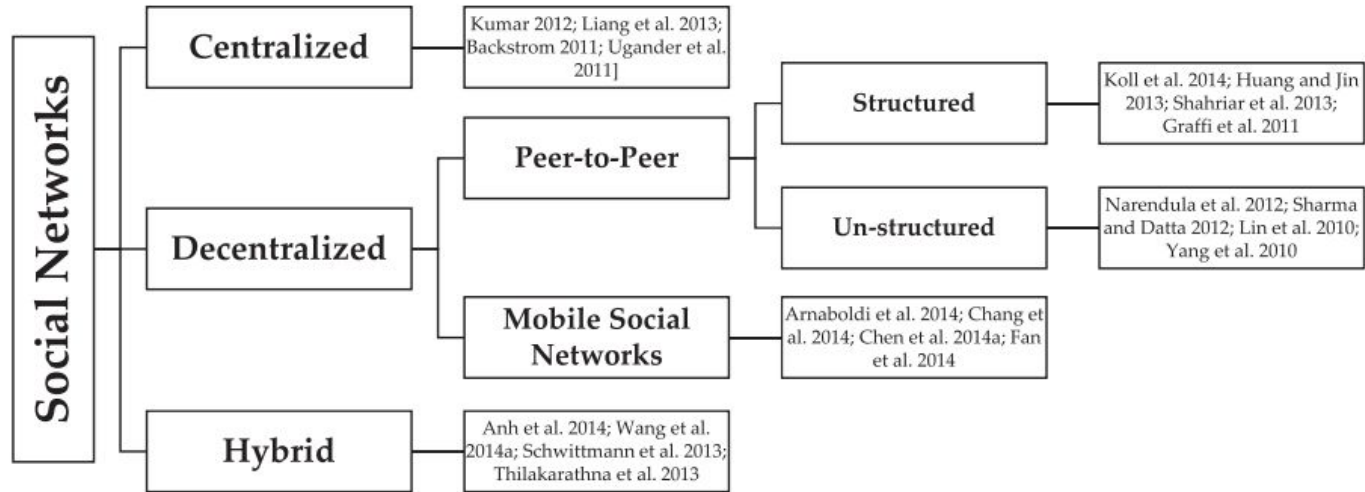 Social Networks
Centralized
Kumar 2012; Liang et al. 2013;
Backstrom 2011; Ugander et al.
2011]
Decentralized
Peer-to-Peer
Structured
Koll et al. 2014; Huang and Jin
2013; Shahriar et al. 2013;
Graffi et al. 2011
Un-structured
Narendula et al. 2012; Sharma
and Datta 2012; Lin et al. 2010;
Yang et al. 2010
Mobile Social
Networks
Arnaboldi et al. 2014; Chang et
al. 2014; Chen et al. 2014a; Fan
et al. 2014
Hybrid
Anh et al. 2014; Wang et al.
2014a; Schwittmann et al. 2013;
Thilakarathna et al. 2013